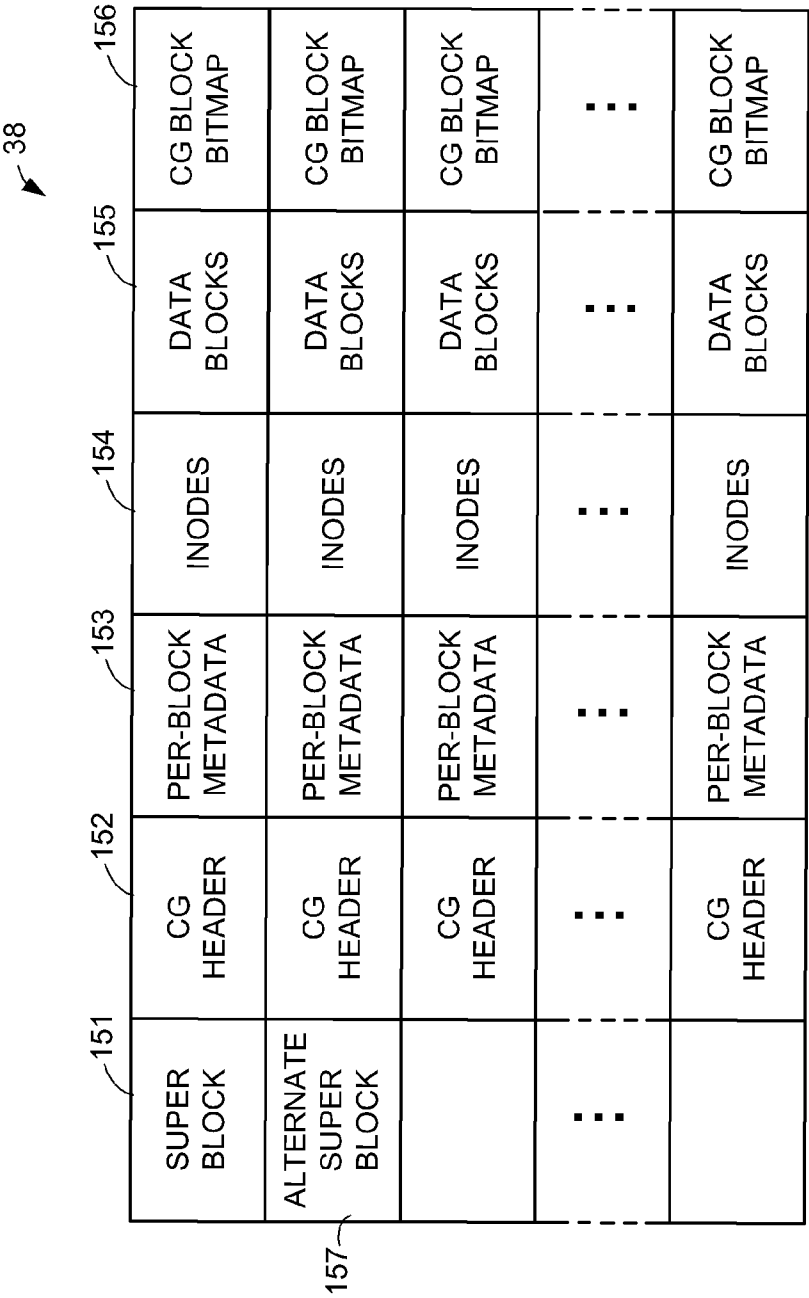 38
151
152
153
154
155
156
SUPER
BLOCK
CG
HEADER
PER-BLOCK
METADATA
INODES
DATA
BLOCKS
CG BLOCK
BITMAP
ALTERNATE
SUPER
BLOCK
CG
HEADER
PER-BLOCK
METADATA
INODES
DATA
BLOCKS
CG BLOCK
BITMAP
157
CG
HEADER
PER-BLOCK
METADATA
INODES
DATA
BLOCKS
CG BLOCK
BITMAP
CG
HEADER
PER-BLOCK
METADATA
INODES
DATA
BLOCKS
CG BLOCK
BITMAP